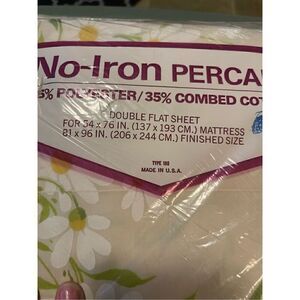 No-Iron PERCA
5% POLYESTER/35% COMBED COT
DOUBLE FLAT SHEET
FOR 54 x 76 IN. (137 x 193 CM.) MATTRESS
81 x 96 IN. (206 x 244 CM.) FINISHED SIZE
TYPE 180
MADE IN U.S.A.